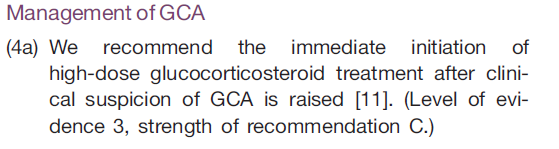 Management of GCA
(4a) We recommend the immediate initiation of
high-dose glucocorticosteroid treatment after clini-
cal suspicion of GCA is raised [11]. (Level of evi-
dence 3, strength of recommendation C.)